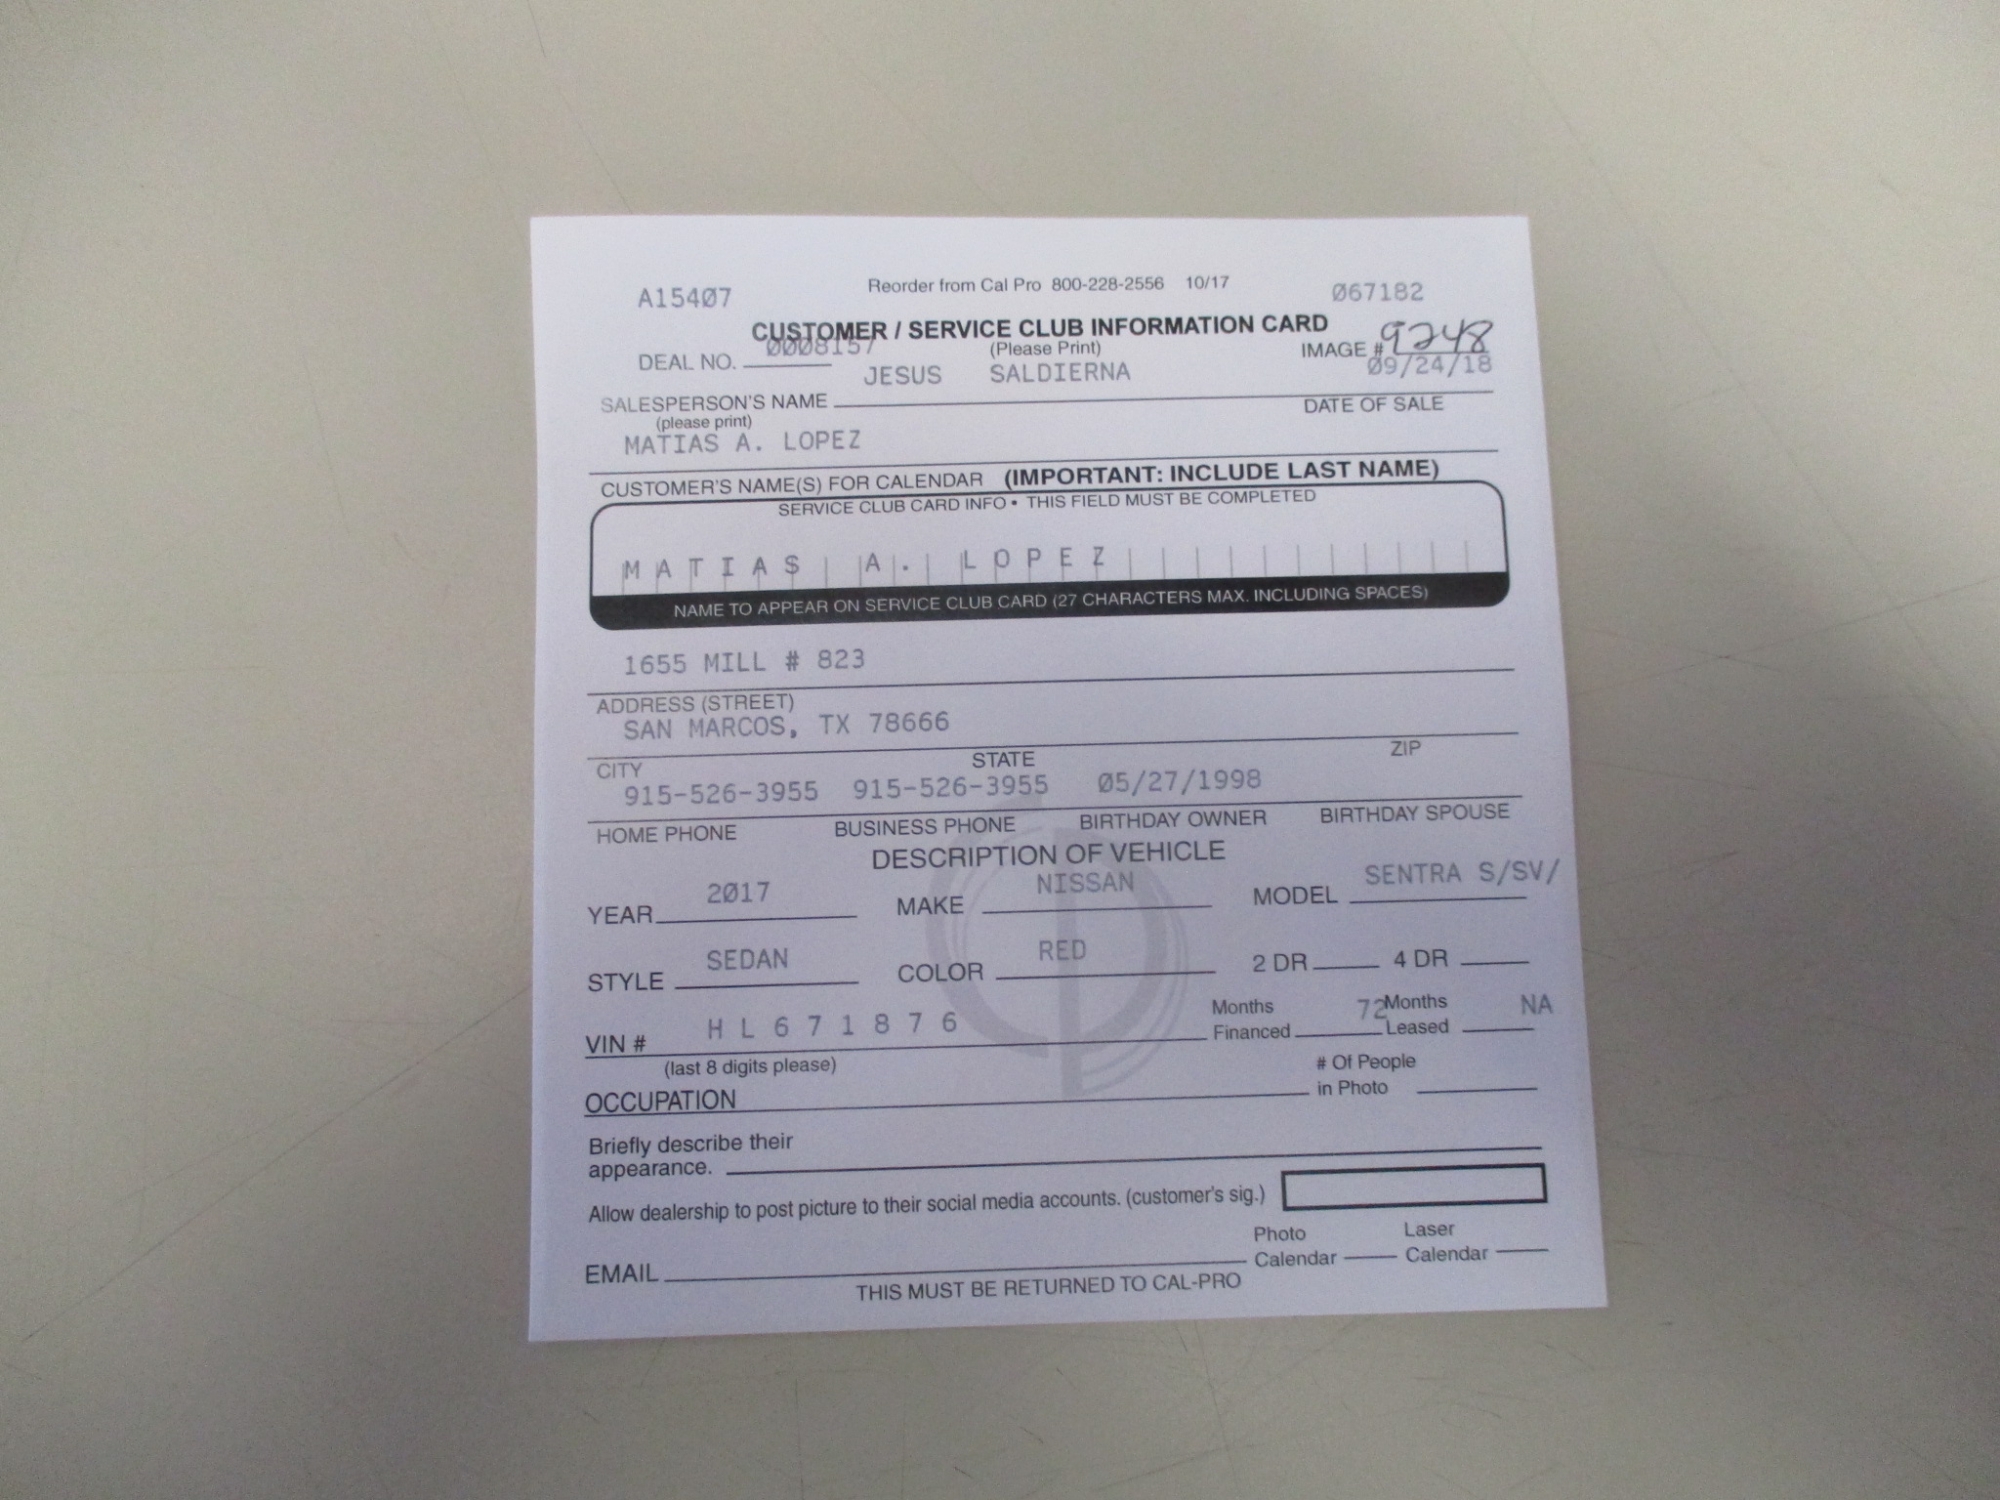 A15407 Reorder from Cal Pro 800-228-2556 10/17 067182
CUSTOMER / SERVICE CLUB INFORMATION CARD
DEAL NO. 0008157 (Please Print) IMAGE # 9248
JESUS SALDIERNA 09/24/18
SALESPERSON'S NAME DATE OF SALE
(please print)
MATIAS A. LOPEZ
CUSTOMER'S NAME(S) FOR CALENDAR (IMPORTANT: INCLUDE LAST NAME)
SERVICE CLUB CARD INFO • THIS FIELD MUST BE COMPLETED
MATIAS A. LOPEZ
NAME TO APPEAR ON SERVICE CLUB CARD (27 CHARACTERS MAX. INCLUDING SPACES)
1655 MILL # 823
ADDRESS (STREET)
SAN MARCOS, TX 78666
CITY STATE ZIP
915-526-3955 915-526-3955 05/27/1998
HOME PHONE BUSINESS PHONE BIRTHDAY OWNER BIRTHDAY SPOUSE
DESCRIPTION OF VEHICLE
YEAR 2017 MAKE NISSAN MODEL SENTRA S/SV/
STYLE SEDAN COLOR RED 2 DR 4 DR
VIN # H L 6 7 1 8 7 6 Months Financed 72 Months Leased NA
(last 8 digits please)
OCCUPATION # Of People in Photo
Briefly describe their
appearance.
Allow dealership to post picture to their social media accounts. (customer's sig.)
EMAIL Photo Calendar Laser Calendar
THIS MUST BE RETURNED TO CAL-PRO